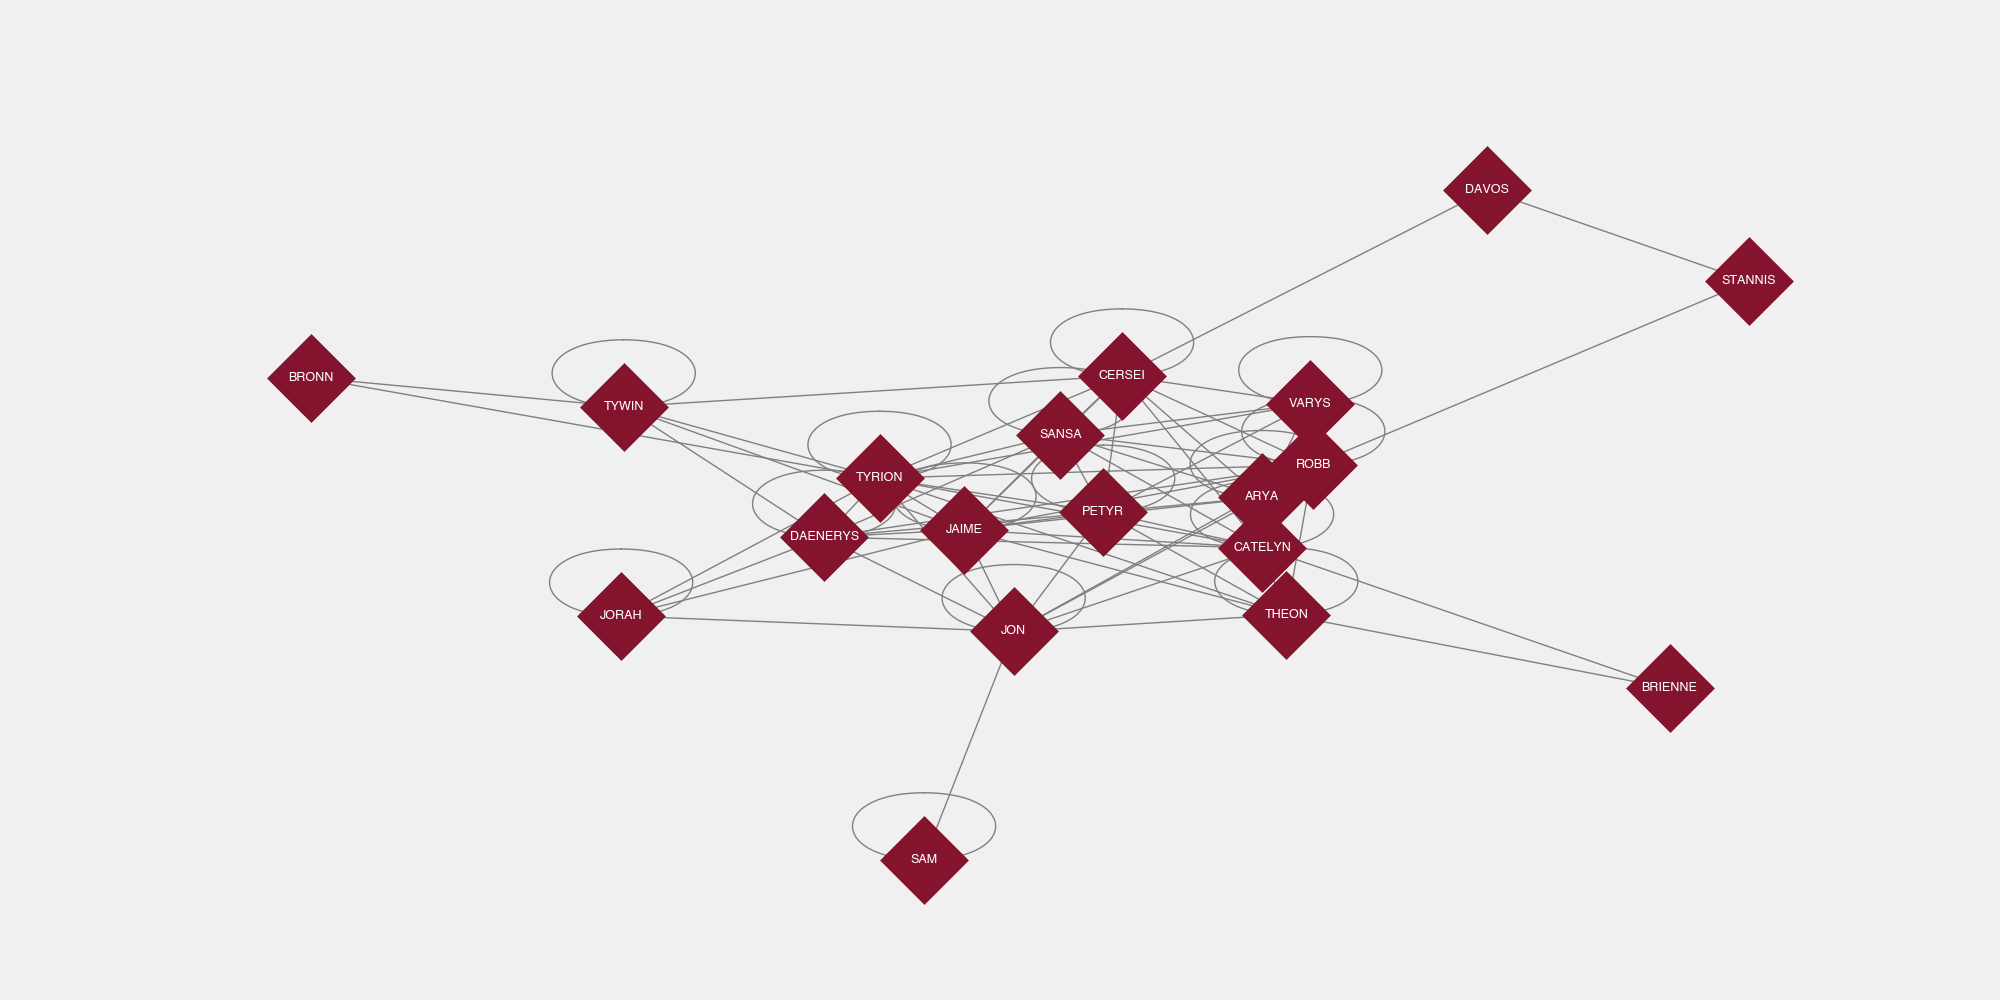 DAVOS
STANNIS
CERSEI
BRONN
TYWIN
VARYS
SANSA
ROBB
TYRION
ARYA
PETYR
JAIME
DAENERYS
CATELYN
JORAH
THEON
JON
BRIENNE
SAM